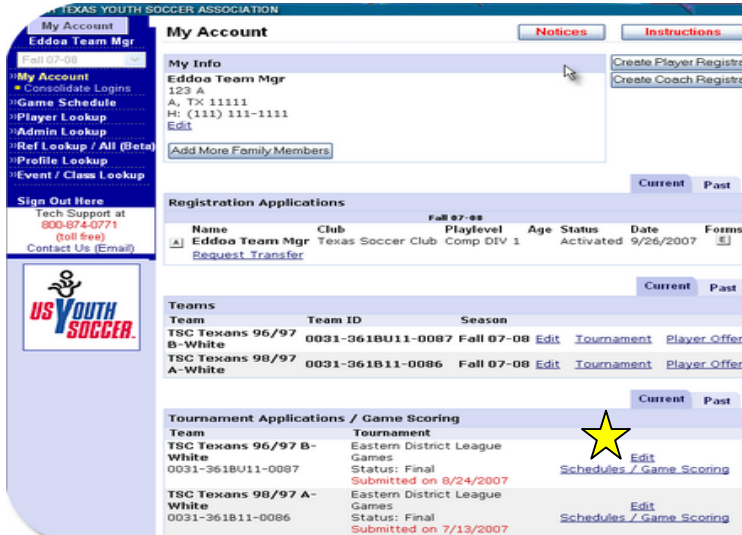 TEXAS YOUTH SOCCER ASSOCIATION
My Account
Eddoa Team Mgr
Fall 07-08
»My Account
Consolidate Logins
»Game Schedule
»Player Lookup
»Admin Lookup
»Ref Lookup / All (Beta)
»Profile Lookup
»Event / Class Lookup
Sign Out Here
Tech Support at
800-874-0771
(toll free)
Contact Us (Email)
US YOUTH
SOCCER.
My Account
Notices
Instructions
My Info
Eddoa Team Mgr
123 A
A, TX 11111
H: (111) 111-1111
Edit
Add More Family Members
Create Player Registra
Create Coach Registra
Current Past
Registration Applications
Fall 07-08
Name Club Playlevel Age Status Date Forms
A Eddoa Team Mgr Texas Soccer Club Comp DIV 1 Activated 9/26/2007 E
Request Transfer
Current Past
Teams
Team Team ID Season
TSC Texans 96/97 B-White 0031-361BU11-0087 Fall 07-08 Edit Tournament Player Offer
TSC Texans 98/97 A-White 0031-361B11-0086 Fall 07-08 Edit Tournament Player Offer
Current Past
Tournament Applications / Game Scoring
Team Tournament
TSC Texans 96/97 B- Eastern District League
White Games Edit
0031-361BU11-0087 Status: Final Schedules / Game Scoring
Submitted on 8/24/2007
TSC Texans 98/97 A- Eastern District League
White Games Edit
0031-361B11-0086 Status: Final Schedules / Game Scoring
Submitted on 7/13/2007